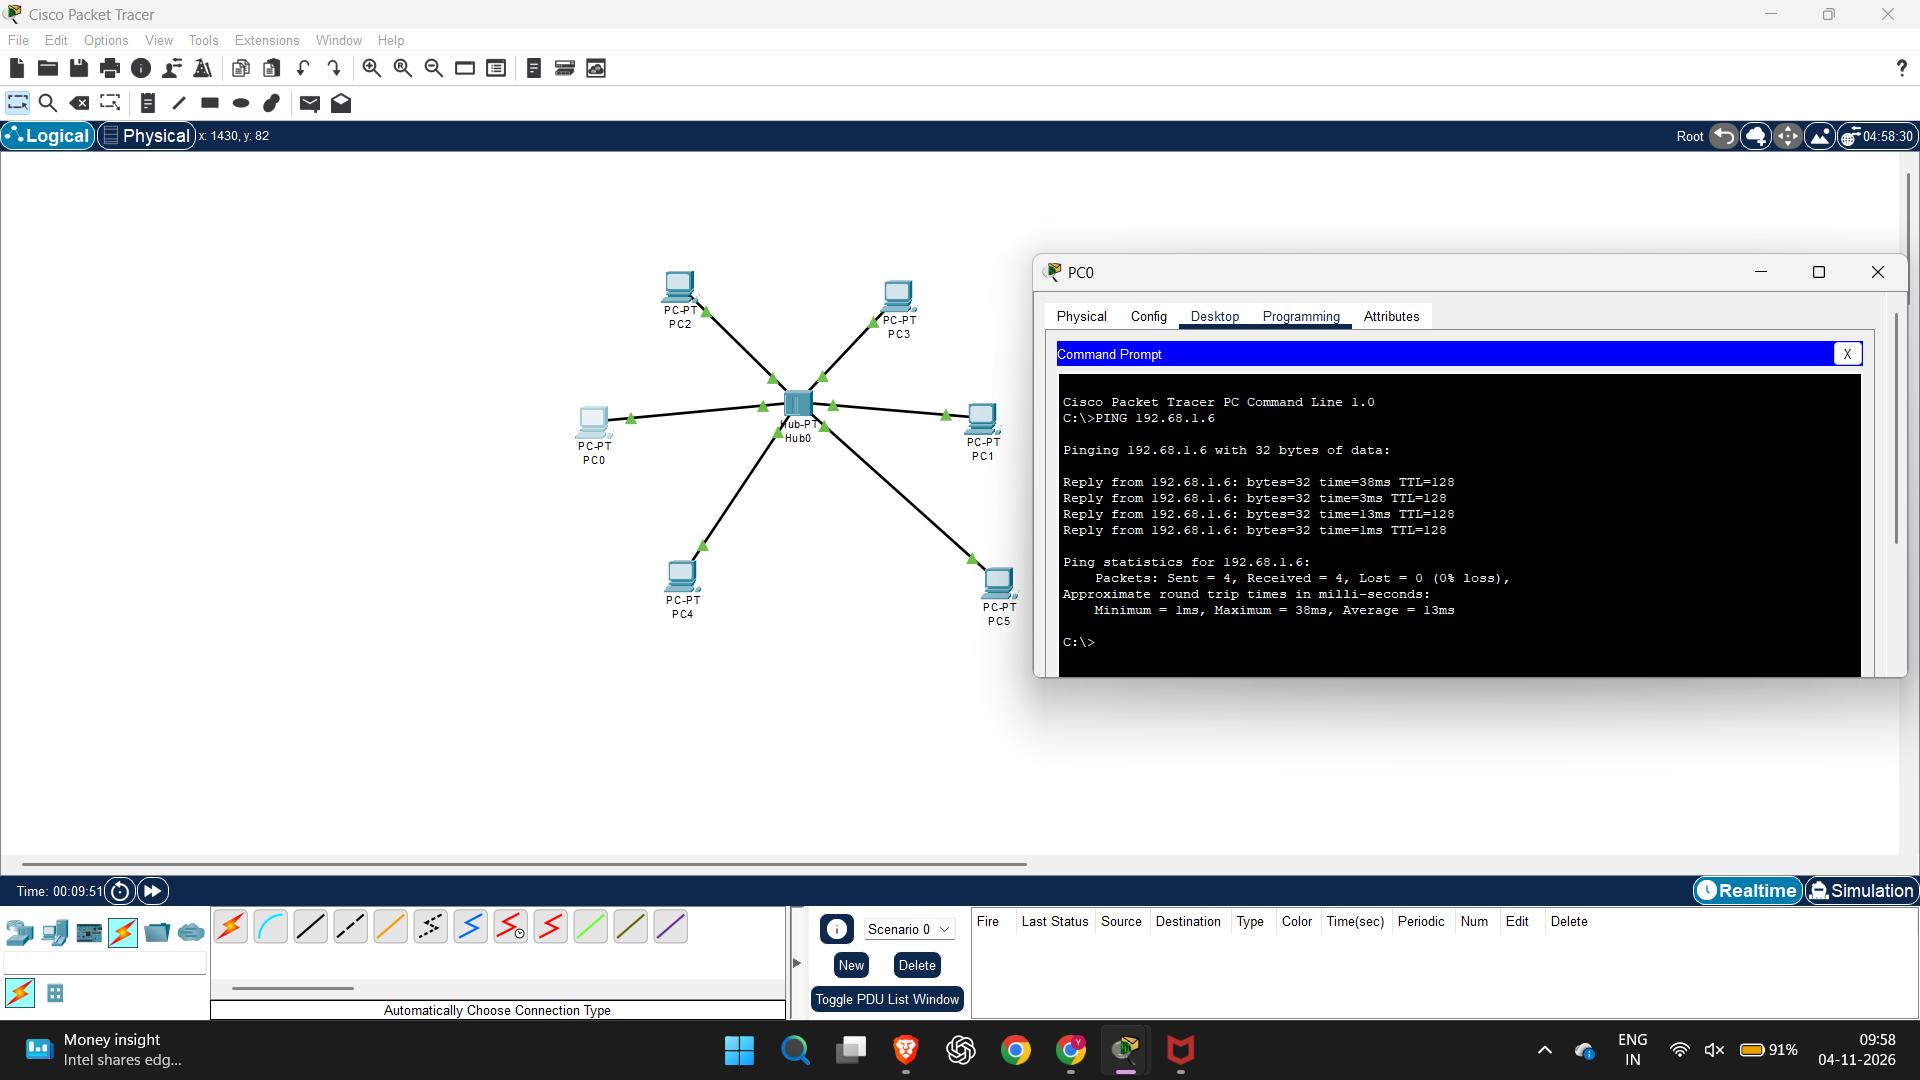 Cisco Packet Tracer
File Edit Options View Tools Extensions Window Help
?
Logical Physical x: 1430, y: 82
Root 04:58:30
PC-PT
PC2
PC-PT
PC3
PC-PT
PC0
Hub-PT
Hub0
PC-PT
PC1
PC-PT
PC4
PC-PT
PC5
PC0
Physical Config Desktop Programming Attributes
Command Prompt X
Cisco Packet Tracer PC Command Line 1.0
C:\>PING 192.68.1.6
Pinging 192.68.1.6 with 32 bytes of data:
Reply from 192.68.1.6: bytes=32 time=38ms TTL=128
Reply from 192.68.1.6: bytes=32 time=3ms TTL=128
Reply from 192.68.1.6: bytes=32 time=13ms TTL=128
Reply from 192.68.1.6: bytes=32 time=1ms TTL=128
Ping statistics for 192.68.1.6:
Packets: Sent = 4, Received = 4, Lost = 0 (0% loss),
Approximate round trip times in milli-seconds:
Minimum = 1ms, Maximum = 38ms, Average = 13ms
C:\>
Time: 00:09:51
Realtime Simulation
Automatically Choose Connection Type
Scenario 0
New Delete
Toggle PDU List Window
Fire Last Status Source Destination Type Color Time(sec) Periodic Num Edit Delete
Money insight
Intel shares edg...
ENG
IN
91%
09:58
04-11-2026